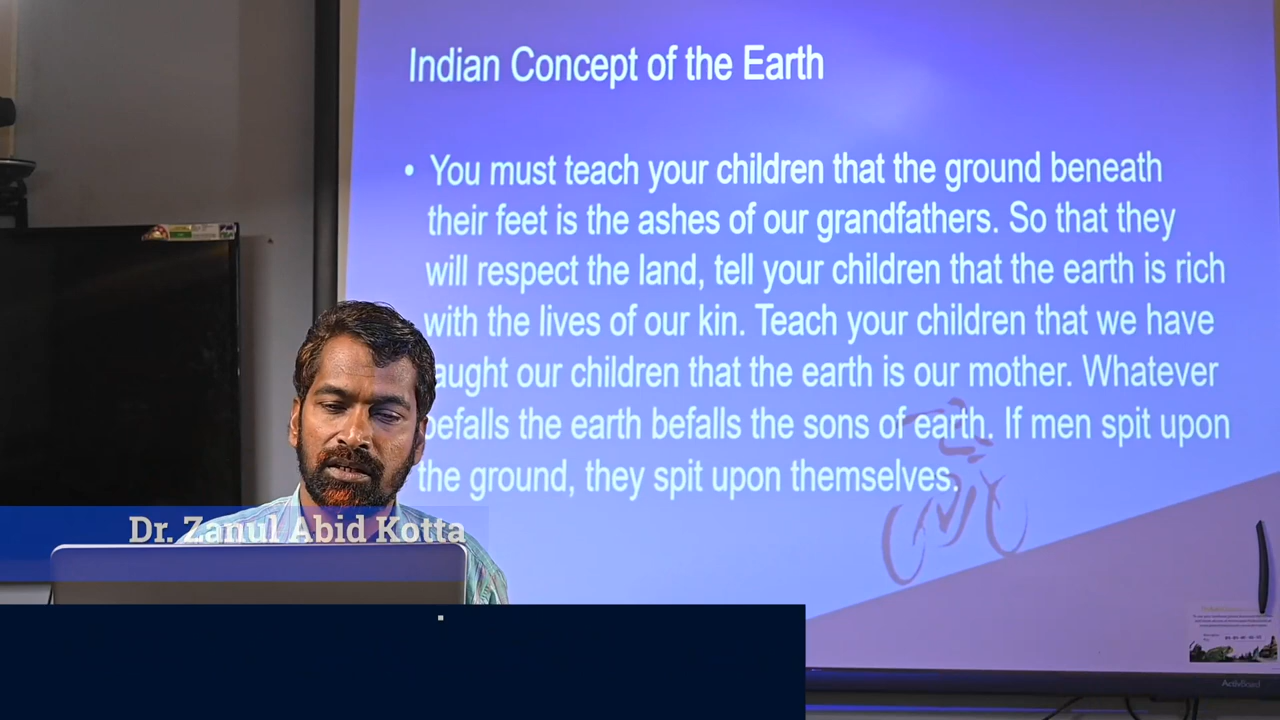 Indian Concept of the Earth
• You must teach your children that the ground beneath
their feet is the ashes of our grandfathers. So that they
will respect the land, tell your children that the earth is rich
with the lives of our kin. Teach your children that we have
aught our children that the earth is our mother. Whatever
befalls the earth befalls the sons of earth. If men spit upon
the ground, they spit upon themselves.
Dr. Zanul Abid Kotta
ActivBoard